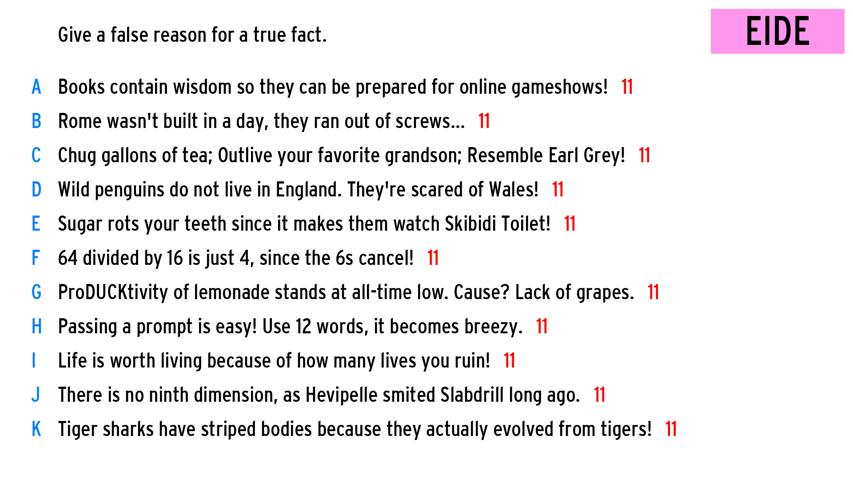 Give a false reason for a true fact.
EIDE
A Books contain wisdom so they can be prepared for online gameshows! 11
B Rome wasn't built in a day, they ran out of screws... 11
C Chug gallons of tea; Outlive your favorite grandson; Resemble Earl Grey! 11
D Wild penguins do not live in England. They're scared of Wales! 11
E Sugar rots your teeth since it makes them watch Skibidi Toilet! 11
F 64 divided by 16 is just 4, since the 6s cancel! 11
G ProDUCKtivity of lemonade stands at all-time low. Cause? Lack of grapes. 11
H Passing a prompt is easy! Use 12 words, it becomes breezy. 11
I Life is worth living because of how many lives you ruin! 11
J There is no ninth dimension, as Hevipelle smited Slabdrill long ago. 11
K Tiger sharks have striped bodies because they actually evolved from tigers! 11